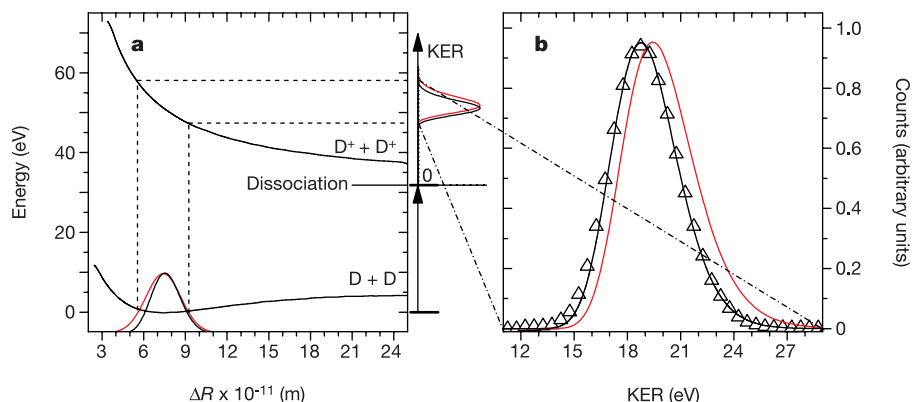 a
KER
b
Energy (eV)
60
40
20
0
D⁺ + D⁺
Dissociation
0
D + D
3 6 9 12 15 18 21 24
ΔR x 10⁻¹¹ (m)
12 15 18 21 24 27
KER (eV)
1.0
0.8
0.6
0.4
0.2
0
Counts (arbitrary units)